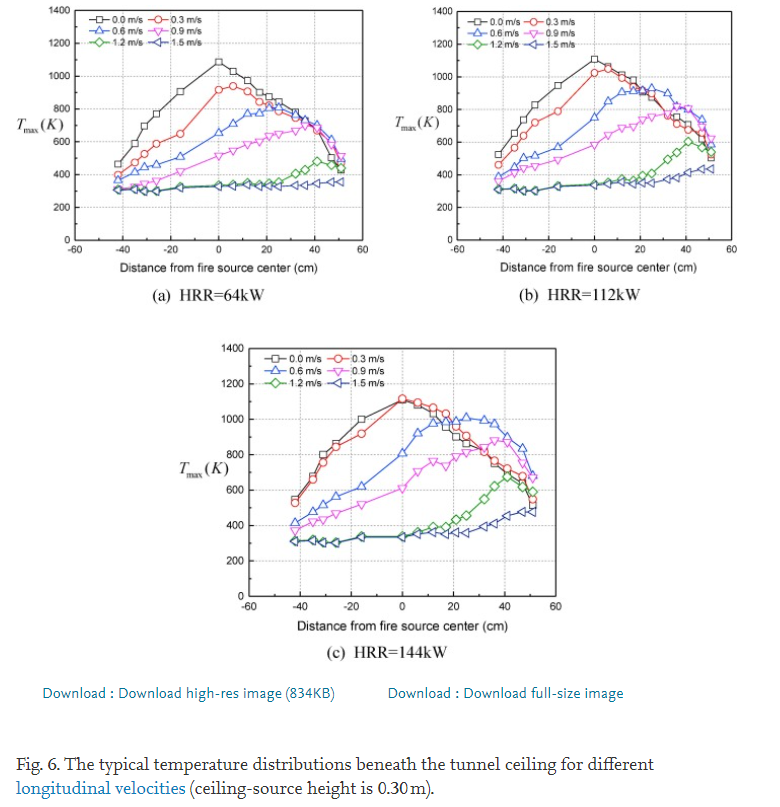 1400
1200
1000
800
600
400
200
0
T max (K)
0.0 m/s 0.3 m/s
0.6 m/s 0.9 m/s
1.2 m/s 1.5 m/s
-60 -40 -20 0 20 40 60
Distance from fire source center (cm)
(a) HRR=64kW
1400
1200
1000
800
600
400
200
0
T max (K)
0.0 m/s 0.3 m/s
0.6 m/s 0.9 m/s
1.2 m/s 1.5 m/s
-60 -40 -20 0 20 40 60
Distance from fire source center (cm)
(b) HRR=112kW
1400
1200
1000
800
600
400
200
0
T max (K)
0.0 m/s 0.3 m/s
0.6 m/s 0.9 m/s
1.2 m/s 1.5 m/s
-60 -40 -20 0 20 40 60
Distance from fire source center (cm)
(c) HRR=144kW
Download : Download high-res image (834KB) Download : Download full-size image
Fig. 6. The typical temperature distributions beneath the tunnel ceiling for different
longitudinal velocities (ceiling-source height is 0.30 m).